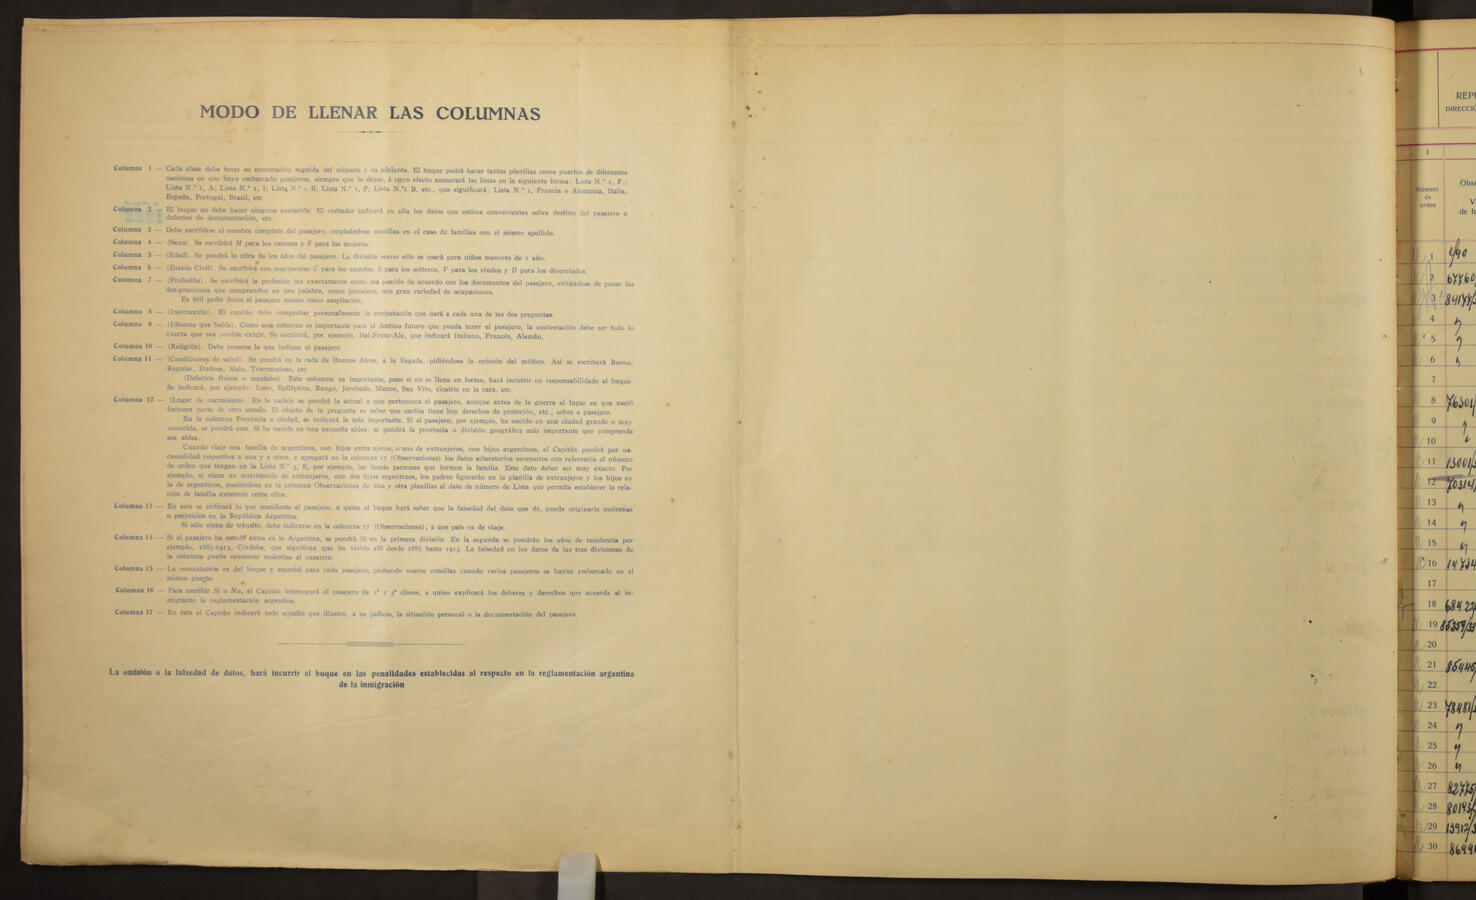 MODO DE LLENAR LAS COLUMNAS
Columna 1 — Cada clase debe tener su numeración seguida del número 1 en adelante. El buque podrá hacer tantas planillas como puertos de diferentes
naciones en que haya embarcado pasajeros, siempre que lo desee, á cuyo efecto numerará las listas en la siguiente forma: Lista N.° 1, F.;
Lista N.° 1, A; Lista N.° 1, I; Lista N.° 1 E; Lista N.° 1, P; Lista N.°1 B, etc., que significará: Lista N.° 1, Francia o Alemania, Italia,
España, Portugal, Brasil, etc.
Columna 2 — El buque no debe hacer ninguna anotación. El visitador indicará en ella los datos que estime convenientes sobre destino del pasajero o
defectos de documentación, etc.
Columna 3 — Debe escribirse el nombre completo del pasajero, empleándose comillas en el caso de familias con el mismo apellido.
Columna 4 — (Sexo). Se escribirá M para los varones y F para las mujeres.
Columna 5 — (Edad). Se pondrá la cifra de los años del pasajero. La división meses sólo se usará para niños menores de 1 año.
Columna 6 — (Estado Civil). Se escribirá con mayúsculas C para los casados, S para los solteros, V para los viudos y D para los divorciados.
Columna 7 — (Profesión). Se escribirá la profesión tan exactamente como sea posible de acuerdo con los documentos del pasajero, evitándose de poner las
designaciones que comprenden en una palabra, como jornalero, una gran variedad de ocupaciones.
Es útil pedir datos al pasajero mismo como ampliación.
Columna 8 — (Instrucción). El capitán debe comprobar personalmente la contestación que dará a cada una de las dos preguntas.
Columna 9 — (Idiomas que habla). Como esta columna es importante para el destino futuro que pueda tener el pasajero, la contestación debe ser todo lo
exacta que sea posible exigir. Se escribirá, por ejemplo, Ital-Franc-Ale, que indicará Italiano, Francés, Alemán.
Columna 10 — (Religión). Debe ponerse la que indique el pasajero.
Columna 11 — (Condiciones de salud). Se pondrá en la rada de Buenos Aires, a la llegada, pidiéndose la opinión del médico. Así se escribirá Buena,
Regular, Dudosa, Mala, Tracomatoso, etc.
(Defectos físicos o mentales). Esta columna es importante, pues si no se llena en forma, hará incurrir en responsabilidade al buque.
Se indicará, por ejemplo: Loco, Epiléptico, Rengo, Jorobado, Manco, San Vito, cicatriz en la cara, etc.
Columna 12 — (Lugar de nacimiento). En la nación se pondrá la actual a que pertenezca el pasajero, aunque antes de la guerra el lugar en que nació
formara parte de otro estado. El objeto de la pregunta es saber que nación tiene hoy derechos de protección, etc., sobre e pasajero.
En la columna Provincia o ciudad, se indicará la más importante. Si el pasajero, por ejemplo, ha nacido en una ciudad grande o muy
conocida, se pondrá esta. Si ha nacido en una pequeña aldea, se pondrá la provincia o división geográfica más importante que comprenda
esa aldea.
Cuando viaje una familia de argentinos, con hijos extranjeros, o una de extranjeros, con hijos argentinos, el Capitán pondrá por na-
cionalidad respectiva a una y a otros, y agregará en la columna 17 (Observaciones) los datos aclaratorios necesarios con referencia al número
de orden que tengan en la Lista N.° 3, E, por ejemplo, las demás personas que formen la familia. Este dato deber ser muy exacto. Por
ejemplo, si viene un matrimonio de extranjeros, con dos hijos argentinos, los padres figurarán en la planilla de extranjeros y los hijos en
la de argentinos, poniéndose en la columna Observaciones de una y otra planillas el dato de número de Lista que permita establecer la rela-
ción de familia existente entre ellos.
Columna 13 — En esta se indicará lo que manifieste el pasajero, a quien el buque hará saber que la falsedad del dato que dé, puede originarle molestias
o perjuicios en la República Argentina.
Si sólo viene de tránsito, debe indicarse en la columna 17 (Observaciones), a que país va de viaje.
Columna 14 — Si el pasajero ha estado antes en la Argentina, se pondrá Sí en la primera división. En la segunda se pondrán los años de residencia por
ejemplo, 1885-1913, Córdoba, que significan que ha vivido allí desde 1885 hasta 1913. La falsedad en los datos de las tres divisiones de
la columna puede ocasionar molestias al pasajero.
Columna 15 — La contestación es del buque y especial para cada pasajero, pudiendo usarse comillas cuando varios pasajeros se hayan embarcado en el
mismo puerto.
Columna 16 — Para escribir Sí o No, el Capitán interrogará al pasajero de 2ª y 3ª clases, a quien explicará los deberes y derechos que acuerda al in-
migrante la reglamentación argentina.
Columna 17 — En ésta el Capitán indicará todo aquello que illustre, a su judicio, la situación personal o la documentación del pasajero.
La omisión o la falsedad de datos, hará incurrir al buque en las penalidades establecidas al respecto en la reglamentación argentina
de la inmigración
REP
DIRECCI
1
Número
de
orden
Obs
V
de l
1
2
3
4
5
6
7
8
9
10
11
12
13
14
15
16
17
18
19
20
21
22
23
24
25
26
27
28
29
30